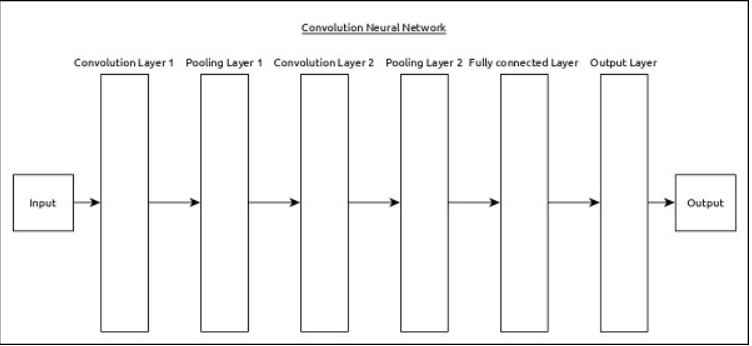 Convolution Neural Network
Convolution Layer 1 Pooling Layer 1 Convolution Layer 2 Pooling Layer 2 Fully connected Layer Output Layer
Input
Output